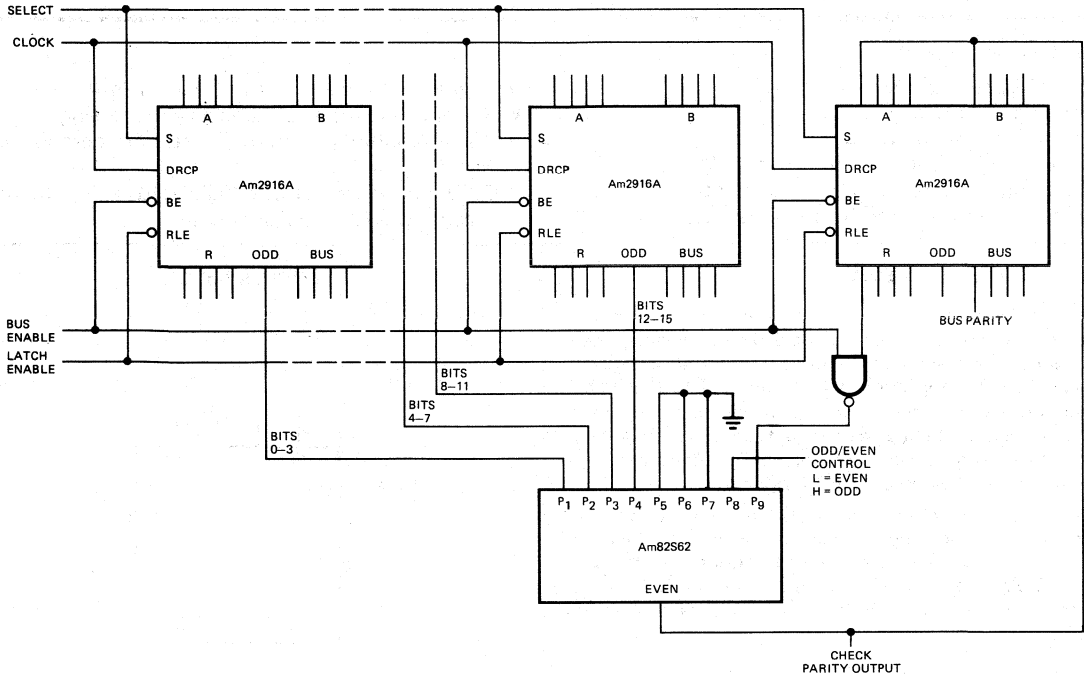 SELECT
CLOCK
A
B
S
DRCP
Am2916A
BE
RLE
R
ODD
BUS
A
B
S
DRCP
Am2916A
BE
RLE
R
ODD
BUS
A
B
S
DRCP
Am2916A
BE
RLE
R
ODD
BUS
BUS
ENABLE
LATCH
ENABLE
BITS
12–15
BUS PARITY
BITS
8–11
BITS
4–7
BITS
0–3
ODD/EVEN
CONTROL
L = EVEN
H = ODD
P1 P2 P3 P4 P5 P6 P7 P8 P9
Am82S62
EVEN
CHECK
PARITY OUTPUT